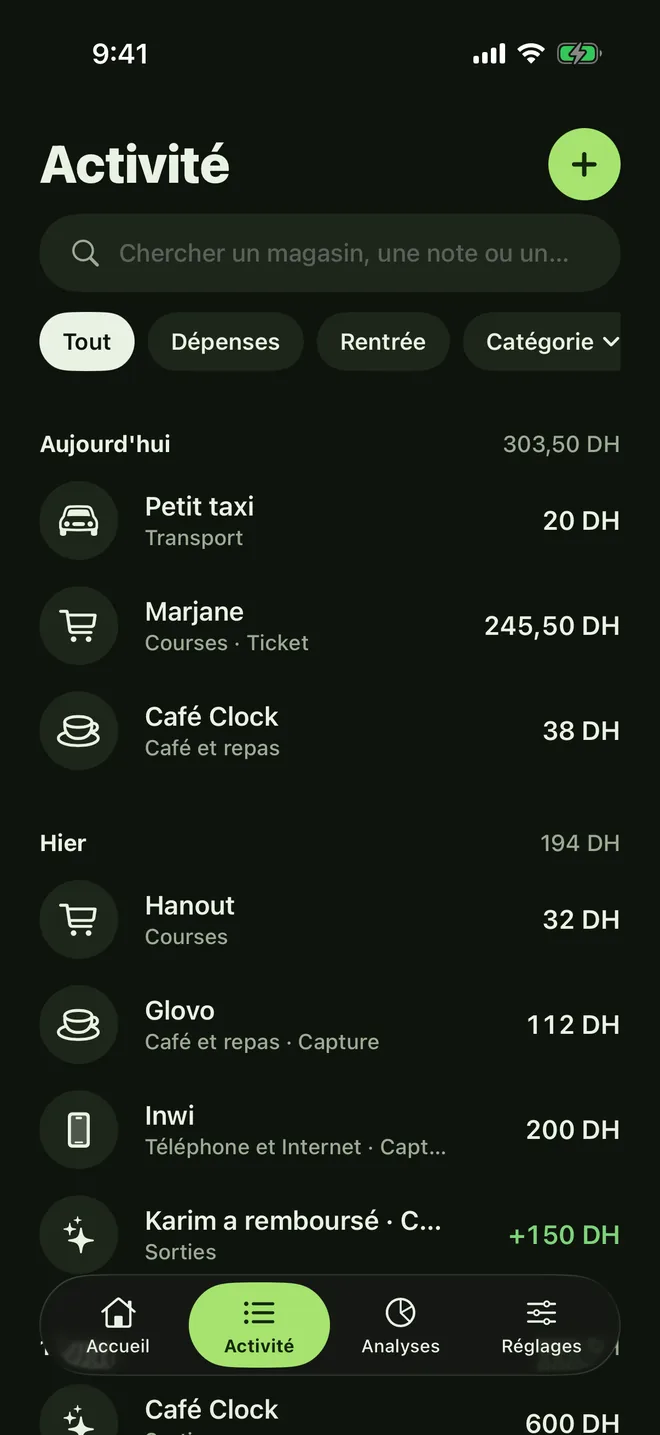 9:41
Activité
Chercher un magasin, une note ou un...
Tout
Dépenses
Rentrée
Catégorie
Aujourd'hui
303,50 DH
Petit taxi
20 DH
Transport
Marjane
245,50 DH
Courses · Ticket
Café Clock
38 DH
Café et repas
Hier
194 DH
Hanout
32 DH
Courses
Glovo
112 DH
Café et repas · Capture
Inwi
200 DH
Téléphone et Internet · Capt...
Karim a remboursé · C...
+150 DH
Sorties
Accueil
Activité
Analyses
Réglages
Café Clock
600 DH